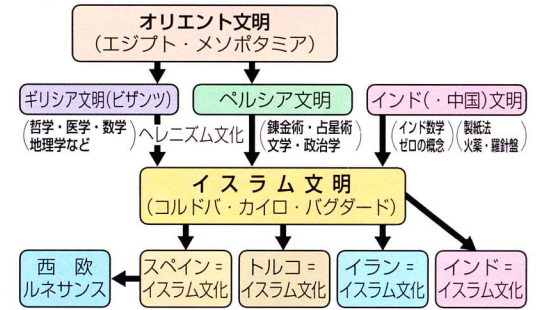 オリエント文明
(エジプト・メソポタミア)
ギリシア文明(ビザンツ)
ペルシア文明
インド(・中国)文明
(哲学・医学・数学
地理学など)
ヘレニズム文化
(錬金術・占星術
文学・政治学)
(インド数学
ゼロの概念)
(製紙法
火薬・羅針盤)
イスラム文明
(コルドバ・カイロ・バグダード)
西 欧
ルネサンス
スペイン=
イスラム文化
トルコ=
イスラム文化
イラン=
イスラム文化
インド=
イスラム文化